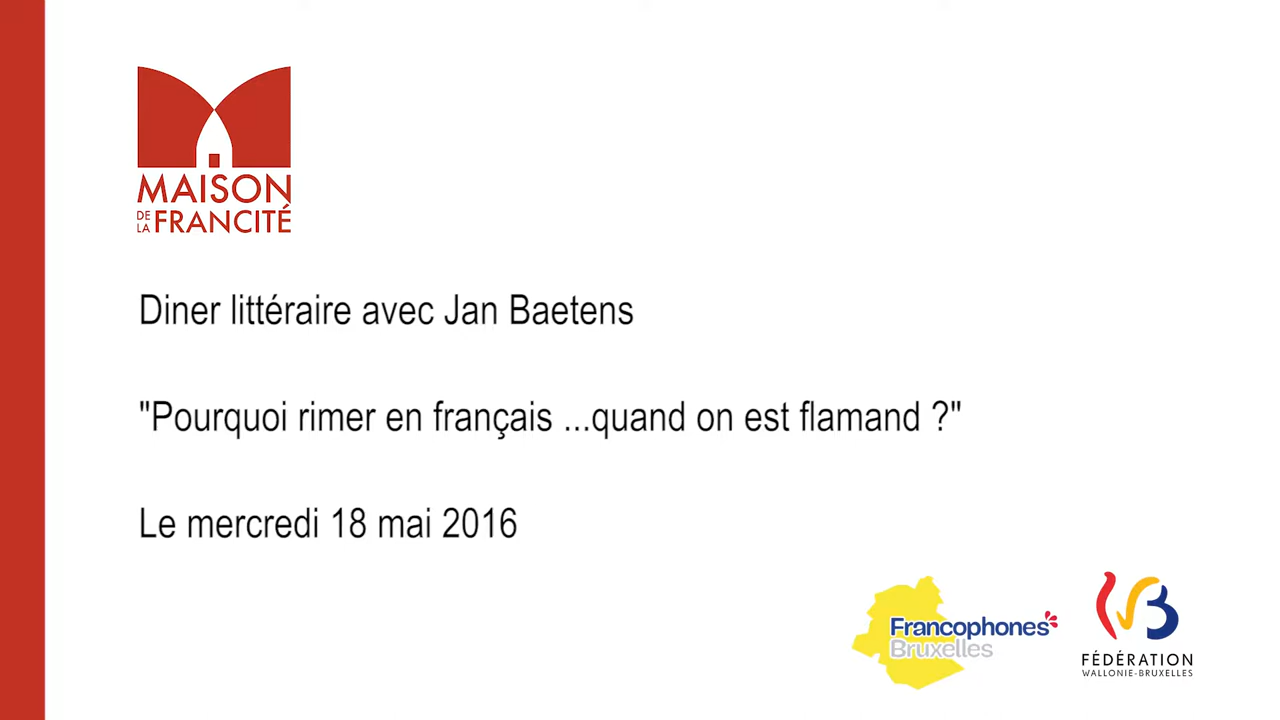 MAISON
DE LA FRANCITÉ
Diner littéraire avec Jan Baetens
"Pourquoi rimer en français ...quand on est flamand ?"
Le mercredi 18 mai 2016
Francophones
Bruxelles
FÉDÉRATION
WALLONIE-BRUXELLES